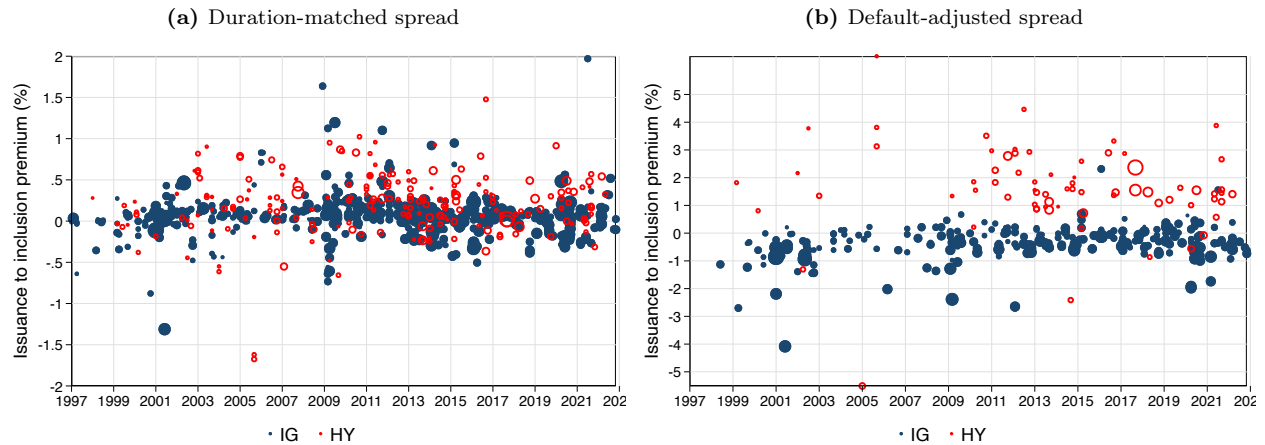 (a) Duration-matched spread
Issuance to inclusion premium (%)
2
1.5
1
.5
0
-.5
-1
-1.5
-2
1997 1999 2001 2003 2005 2007 2009 2011 2013 2015 2017 2019 2021 202
IG HY
(b) Default-adjusted spread
Issuance to inclusion premium (%)
5
4
3
2
1
0
-1
-2
-3
-4
-5
1997 1999 2001 2003 2005 2007 2009 2011 2013 2015 2017 2019 2021 202
IG HY